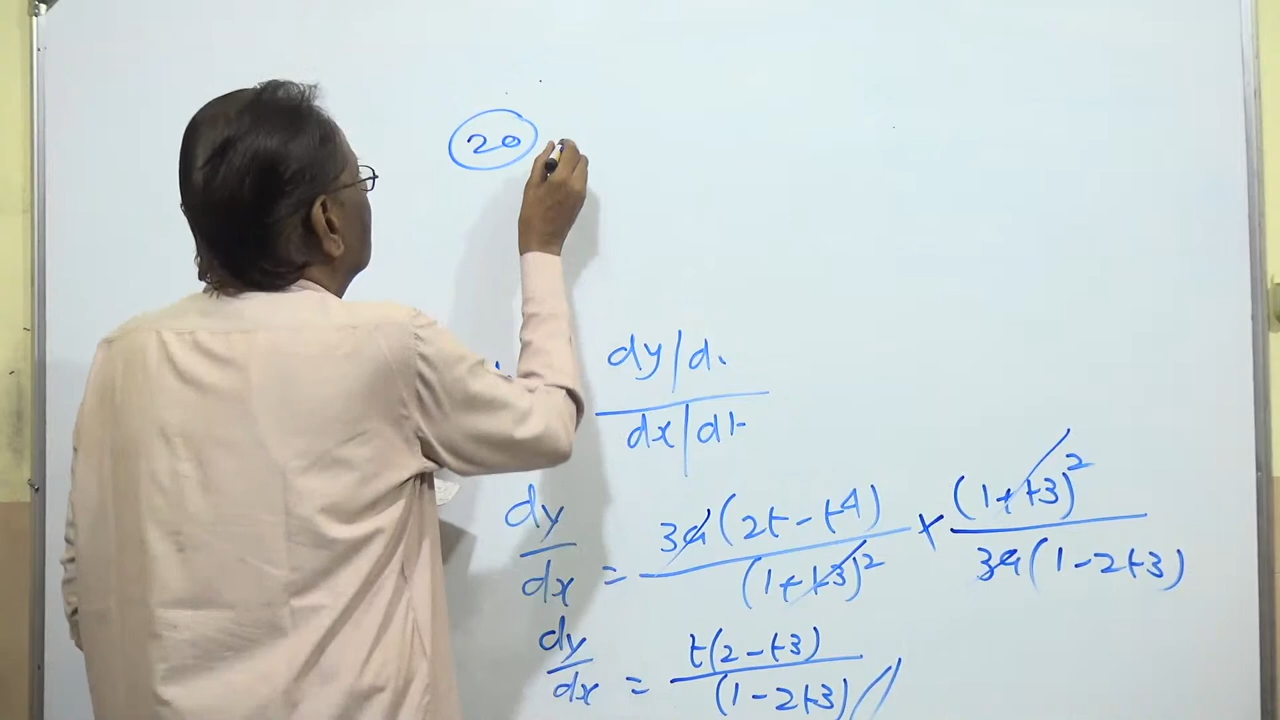 20
dy/d
dx/dt
dy/dx = 3a(2t - t4)/(1+t3)² × (1+t3)²/3a(1-2t3)
dy/dx = t(2-t3)/(1-2t3) //